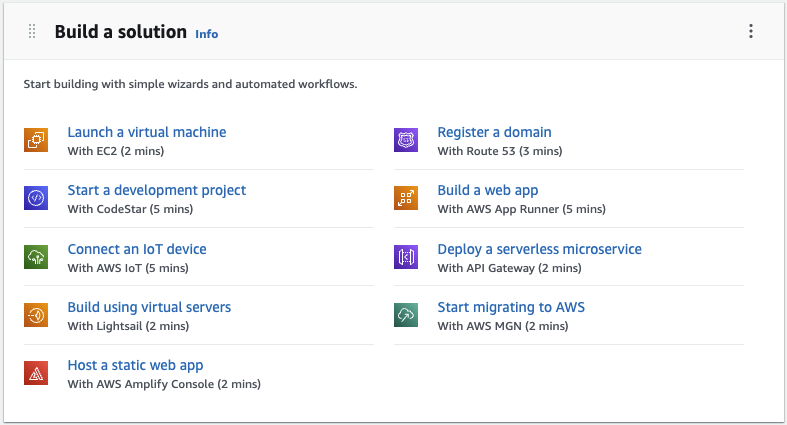 Build a solution Info
Start building with simple wizards and automated workflows.
Launch a virtual machine
With EC2 (2 mins)
Register a domain
With Route 53 (3 mins)
Start a development project
With CodeStar (5 mins)
Build a web app
With AWS App Runner (5 mins)
Connect an IoT device
With AWS IoT (5 mins)
Deploy a serverless microservice
With API Gateway (2 mins)
Build using virtual servers
With Lightsail (2 mins)
Start migrating to AWS
With AWS MGN (2 mins)
Host a static web app
With AWS Amplify Console (2 mins)